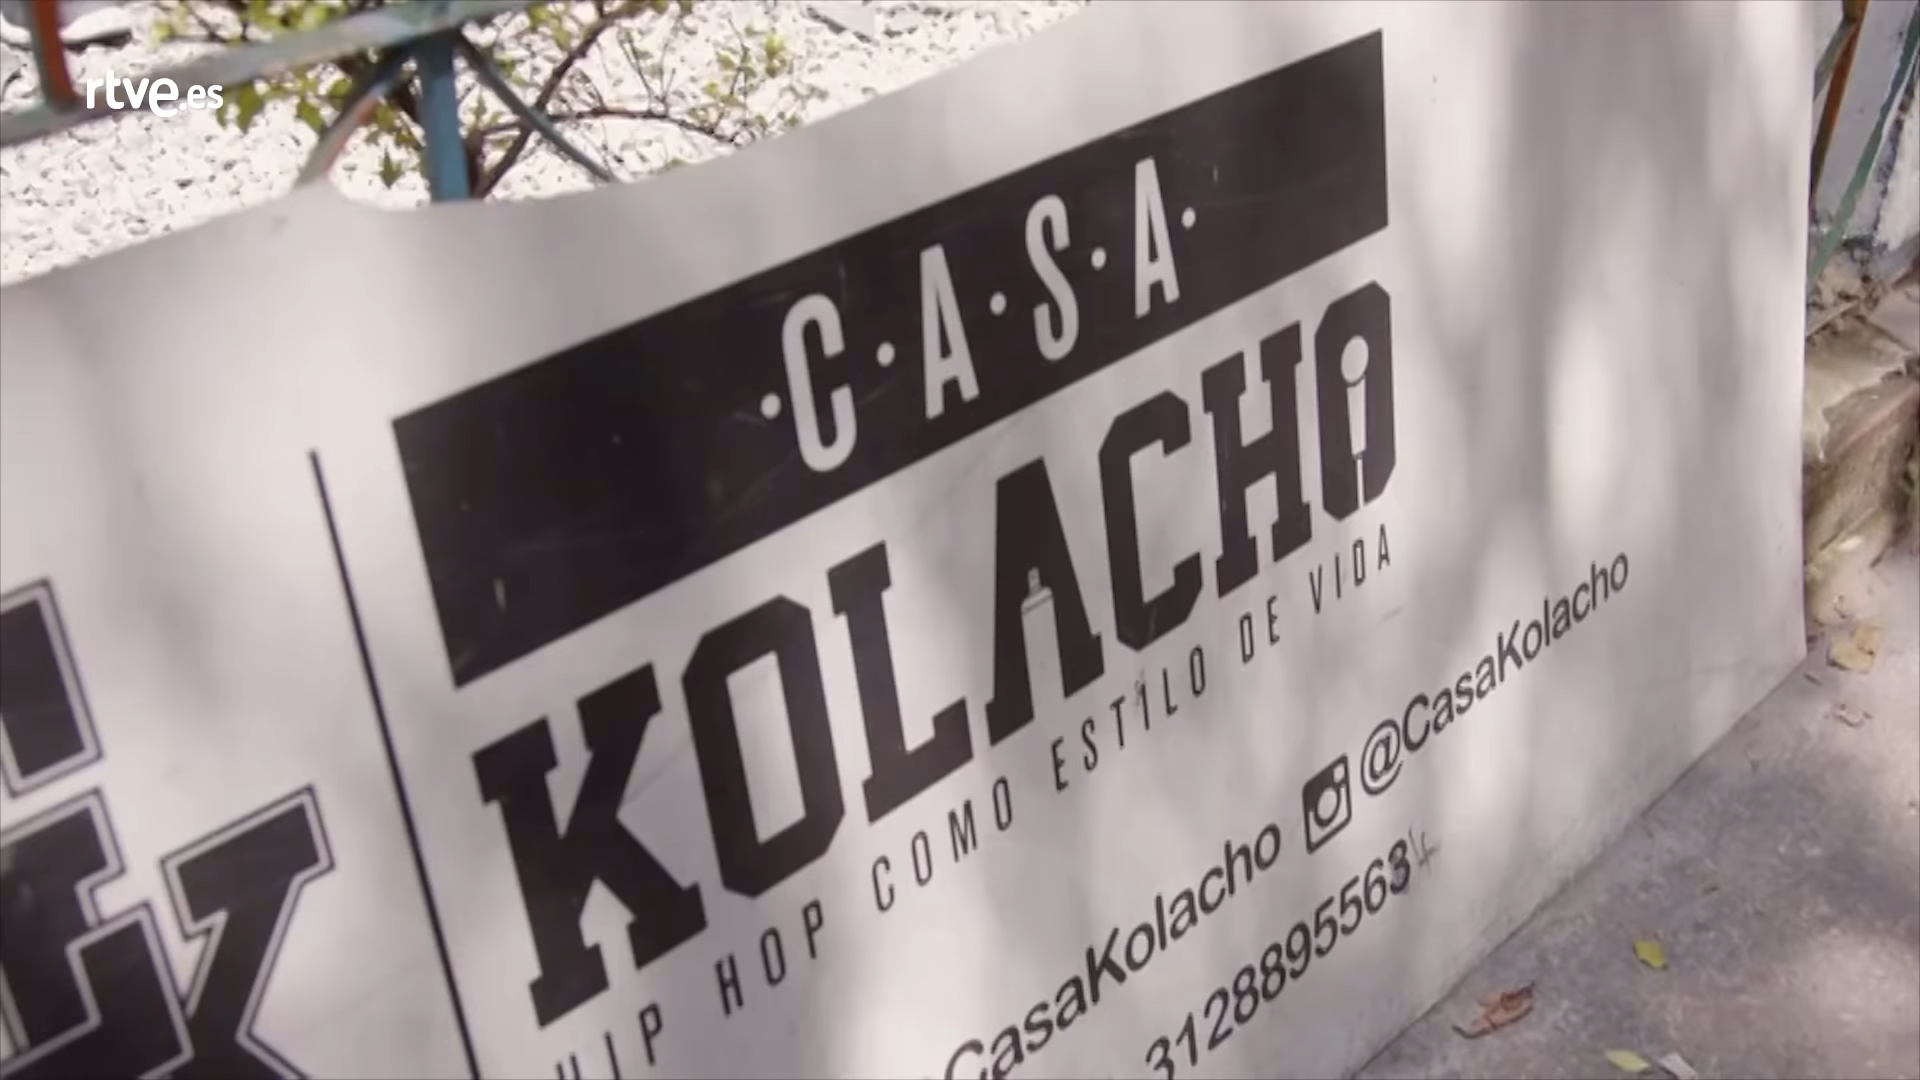 rtve.es
·C·A·S·A·
KOLACHO
HIP HOP COMO ESTILO DE VIDA
CasaKolacho @CasaKolacho
3128895563